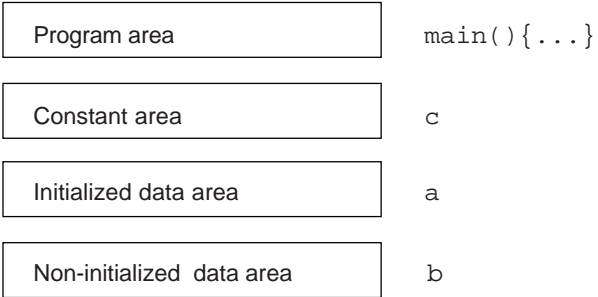 Program area main(){...}
Constant area c
Initialized data area a
Non-initialized data area b